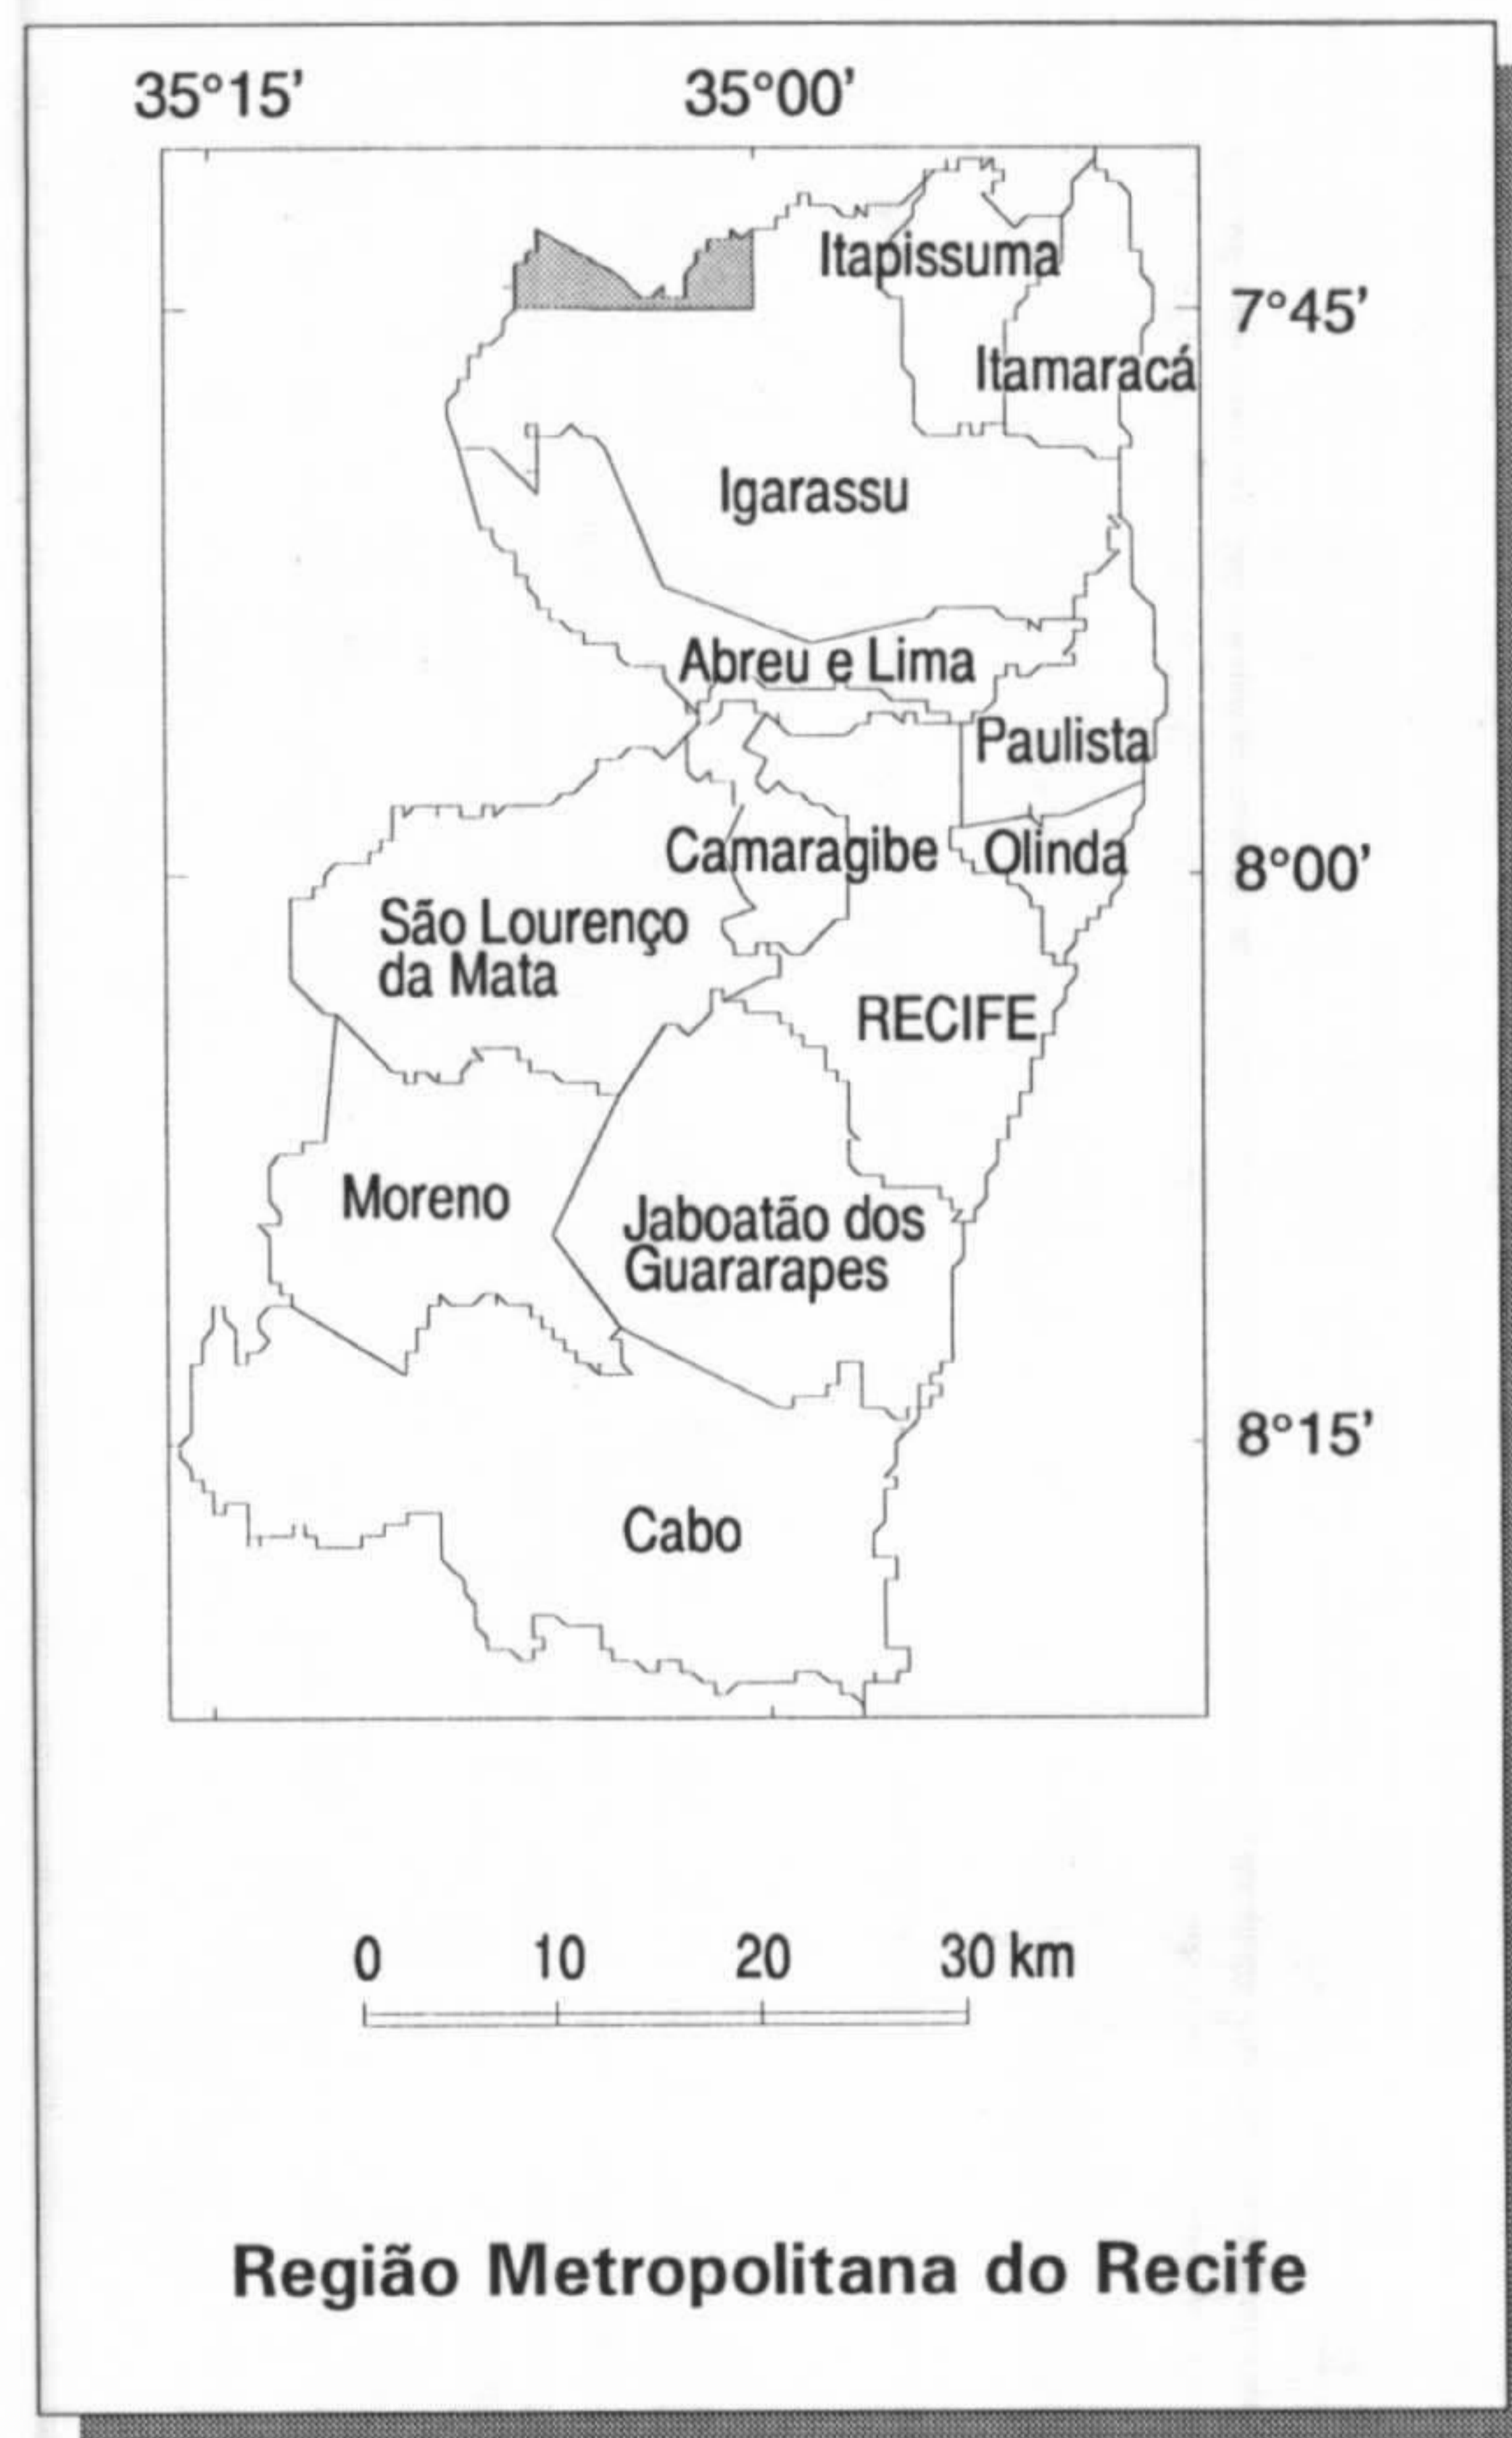 35°15' 35°00'
Itapissuma
7°45'
Itamaracá
Igarassu
Abreu e Lima
Paulista
Camaragibe
Olinda
8°00'
São Lourenço
da Mata
RECIFE
Moreno
Jaboatão dos
Guararapes
8°15'
Cabo
0 10 20 30 km
Região Metropolitana do Recife